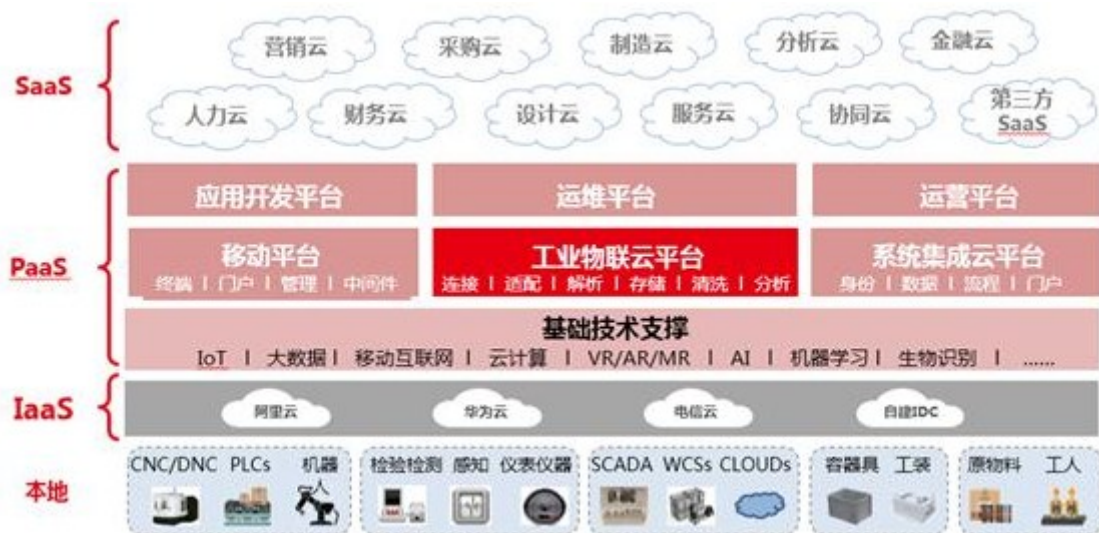 SaaS
营销云 采购云 制造云 分析云 金融云
人力云 财务云 设计云 服务云 协同云 第三方
SaaS
PaaS
应用开发平台 运维平台 运营平台
移动平台 工业物联云平台 系统集成云平台
终端 | 门户 | 管理 | 中间件 连接 | 适配 | 解析 | 存储 | 清洗 | 分析 身份 | 数据 | 流程 | 门户
基础技术支撑
IoT | 大数据 | 移动互联网 | 云计算 | VR/AR/MR | AI | 机器学习 | 生物识别 | ......
IaaS
阿里云 华为云 电信云 自建IDC
本地
CNC/DNC PLCs 机器
人
检验检测 感知 仪表仪器
SCADA WCSs CLOUDs
容器具 工装
原物料 工人